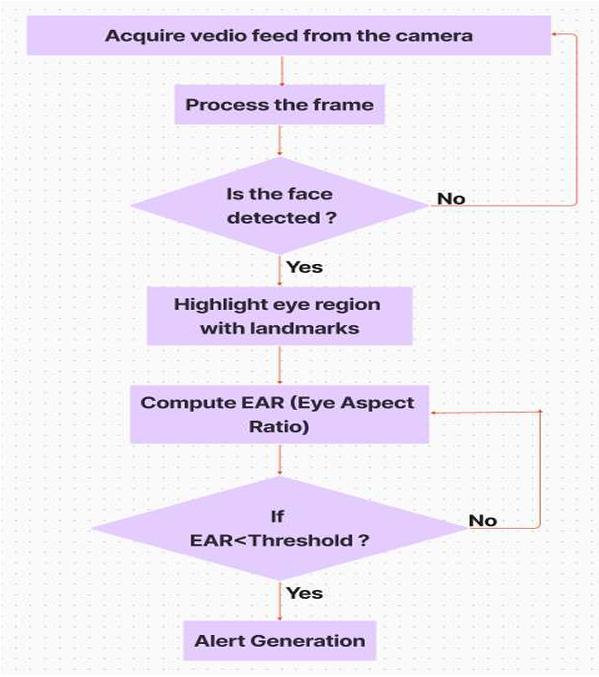 Acquire vedio feed from the camera
Process the frame
Is the face
detected ?
No
Yes
Highlight eye region
with landmarks
Compute EAR (Eye Aspect
Ratio)
If
EAR<Threshold ?
No
Yes
Alert Generation